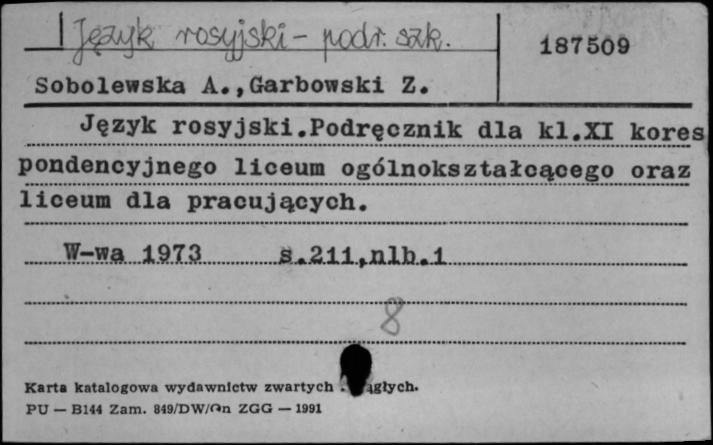 Język rosyjski - podr. szk.
187509
Sobolewska A.,Garbowski Z.
Język rosyjski.Podręcznik dla kl.XI kores
pondencyjnego liceum ogólnokształcącego oraz
liceum dla pracujących.
W-wa 1973 s.211,nlb.1
8
Karta katalogowa wydawnictw zwartych
PU — B144 Zam. 849/DW/On ZGG — 1991